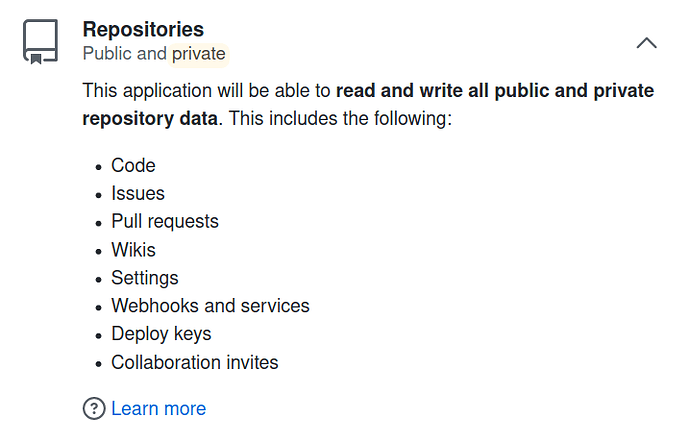 Repositories
Public and private
This application will be able to read and write all public and private
repository data. This includes the following:
Code
Issues
Pull requests
Wikis
Settings
Webhooks and services
Deploy keys
Collaboration invites
? Learn more